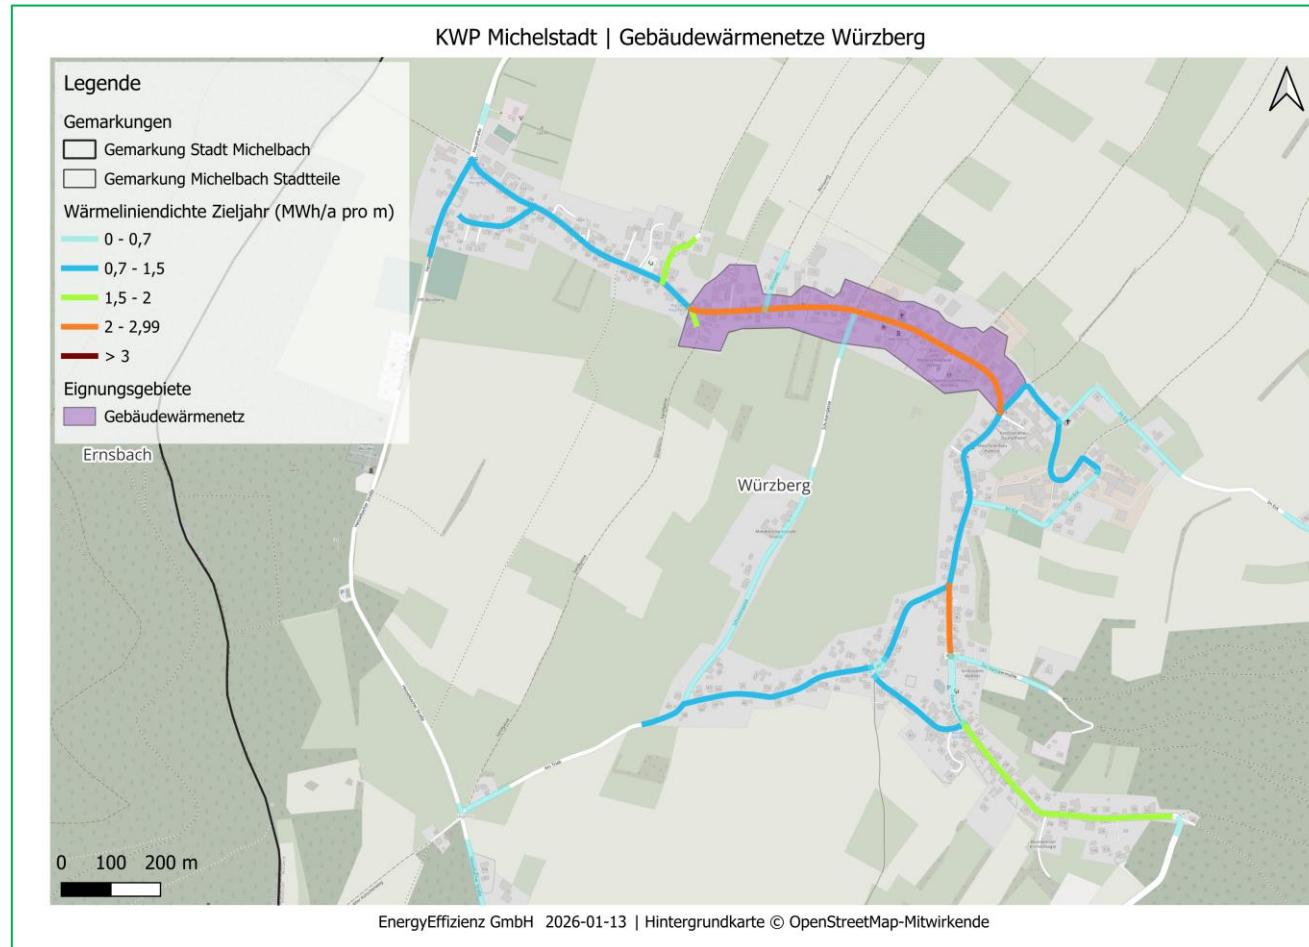 KWP Michelstadt | Gebäudewärmenetze Würzberg
Legende
Gemarkungen
Gemarkung Stadt Michelbach
Gemarkung Michelbach Stadtteile
Wärmeliniendichte Zieljahr (MWh/a pro m)
0 - 0,7
0,7 - 1,5
1,5 - 2
2 - 2,99
> 3
Eignungsgebiete
Gebäudewärmenetz
Ernsbach
Würzberg
Im Trieb
0 100 200 m
EnergyEffizienz GmbH 2026-01-13 | Hintergrundkarte © OpenStreetMap-Mitwirkende